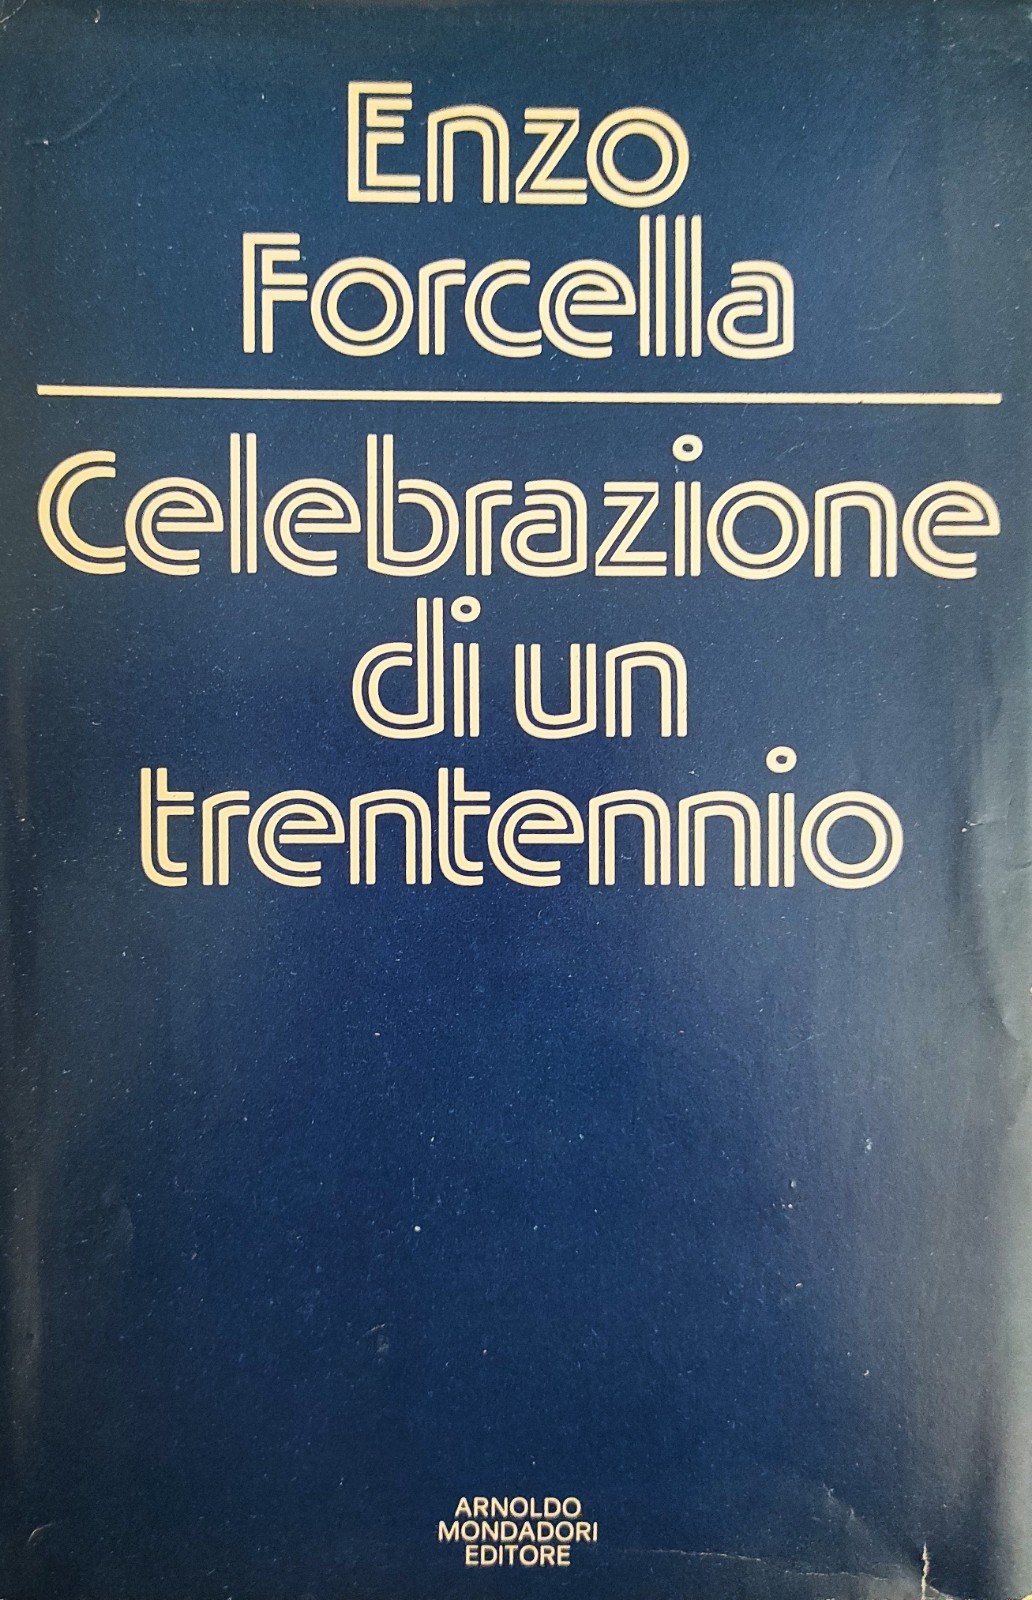 Enzo
Forcella
Celebrazione
di un
trentennio
ARNOLDO
MONDADORI
EDITORE